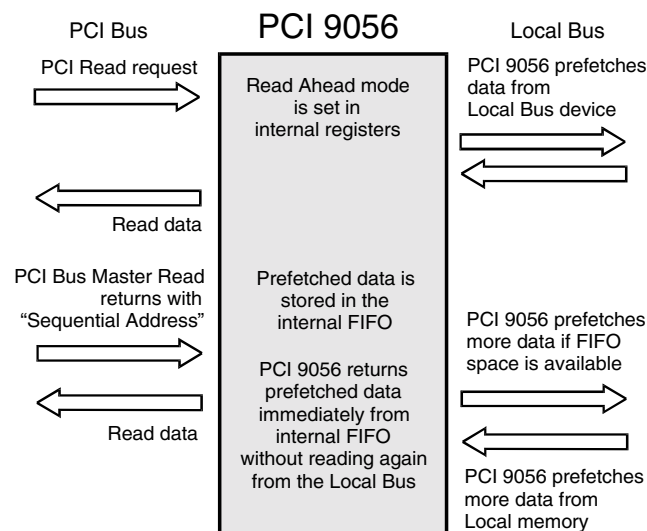 PCI Bus
PCI 9056
Local Bus
PCI Read request
Read Ahead mode
is set in
internal registers
PCI 9056 prefetches
data from
Local Bus device
Read data
PCI Bus Master Read
returns with
“Sequential Address”
Prefetched data is
stored in the
internal FIFO
PCI 9056 prefetches
more data if FIFO
space is available
PCI 9056 returns
prefetched data
immediately from
internal FIFO
without reading again
from the Local Bus
Read data
PCI 9056 prefetches
more data from
Local memory